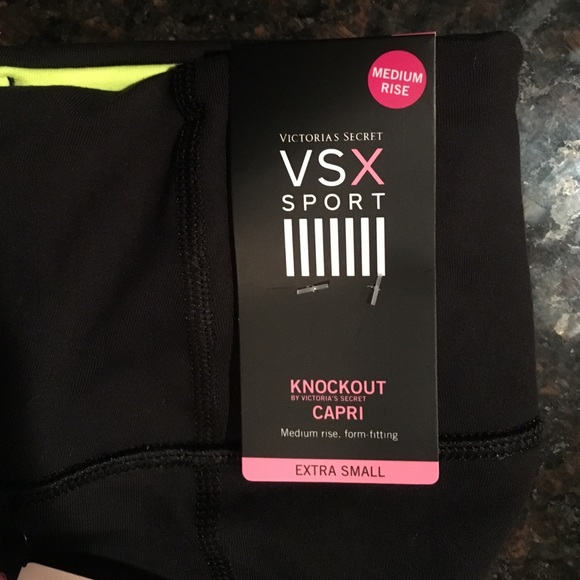 MEDIUM
RISE
VICTORIA'S SECRET
VSX
SPORT
KNOCKOUT
BY VICTORIA'S SECRET
CAPRI
Medium rise, form-fitting
EXTRA SMALL